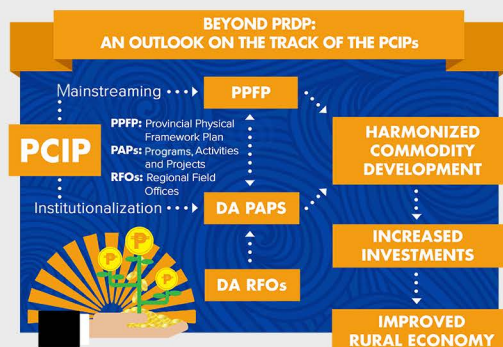 BEYOND PRDP:
AN OUTLOOK ON THE TRACK OF THE PCIPs
Mainstreaming
PPFP
PCIP
PPFP: Provincial Physical
Framework Plan
PAPs: Programs, Activities
and Projects
RFOs: Regional Field
Offices
HARMONIZED
COMMODITY
DEVELOPMENT
Institutionalization
DA PAPS
INCREASED
INVESTMENTS
DA RFOs
IMPROVED
RURAL ECONOMY